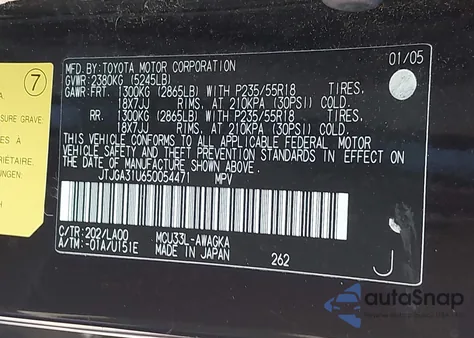 7
A.
SURE GRAVE
PRIETAIRE.
UNGEN:
MFD. BY: TOYOTA MOTOR CORPORATION 01/05
GVWR: 2380KG (5245LB)
GAWR: FRT. 1300KG (2865LB) WITH P235/55R18 TIRES.
18X7JJ RIMS, AT 210KPA (30PSI) COLD.
RR. 1300KG (2865LB) WITH P235/55R18 TIRES.
18X7JJ RIMS, AT 210KPA (30PSI) COLD.
THIS VEHICLE CONFORMS TO ALL APPLICABLE FEDERAL MOTOR
VEHICLE SAFETY AND THEFT PREVENTION STANDARDS IN EFFECT ON
THE DATE OF MANUFACTURE SHOWN ABOVE.
JTJGA31U650054471 MPV
C/TR: 202/LA00 MCU33L-AWAGKA
A/TM: -01A/U151E MADE IN JAPAN 262
J
autoSnap